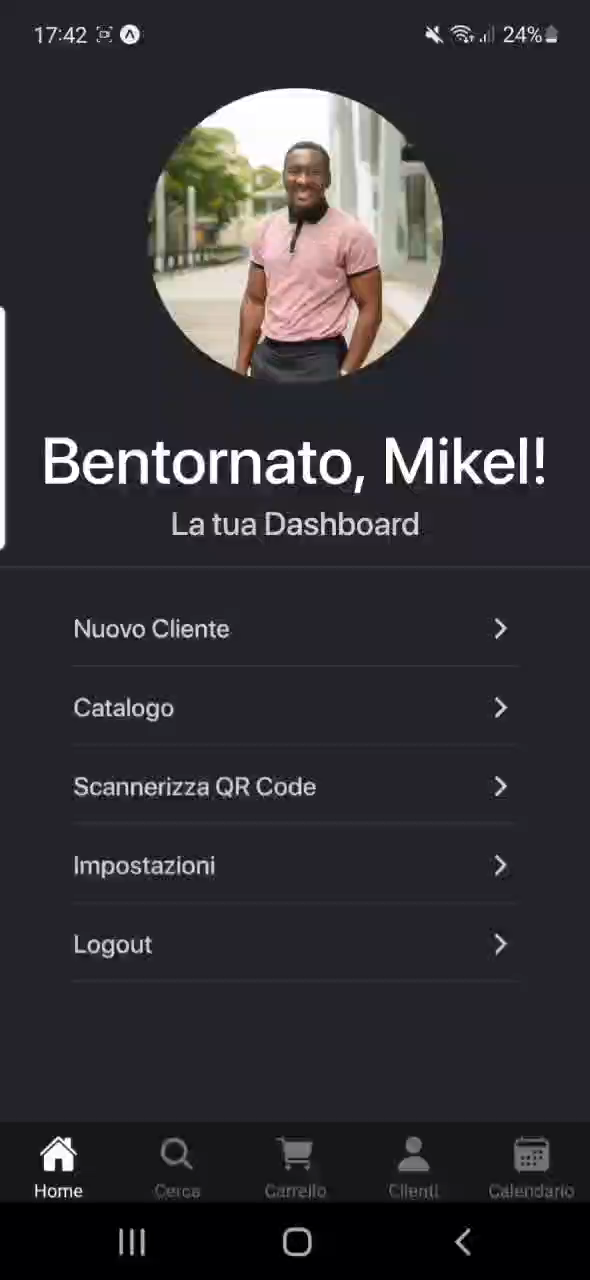 17:42 24%
Bentornato, Mikel!
La tua Dashboard
Nuovo Cliente
Catalogo
Scannerizza QR Code
Impostazioni
Logout
Home Cerca Carrello Clienti Calendario